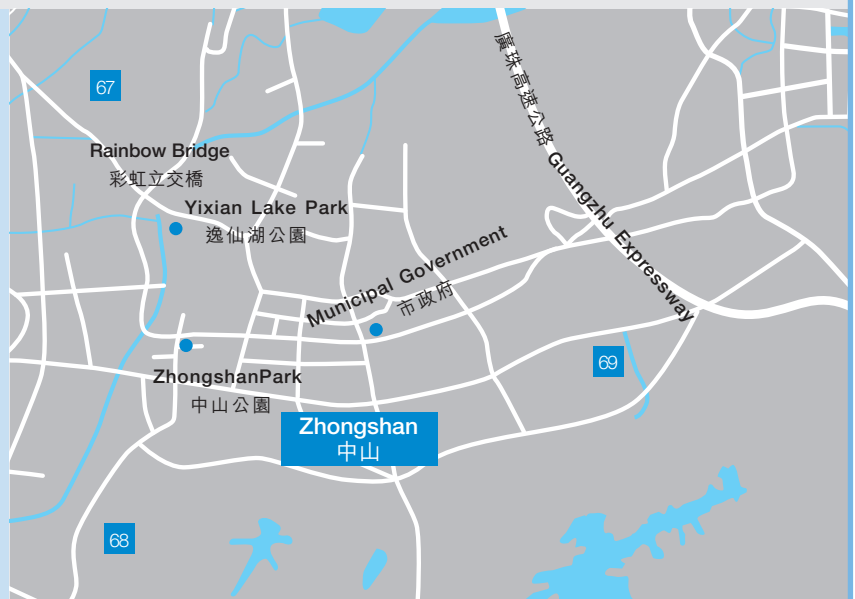 67
廣珠高速公路 Guangzhu Expressway
Rainbow Bridge
彩虹立交橋
Yixian Lake Park
逸仙湖公園
Municipal Government
市政府
69
ZhongshanPark
中山公園
Zhongshan
中山
68